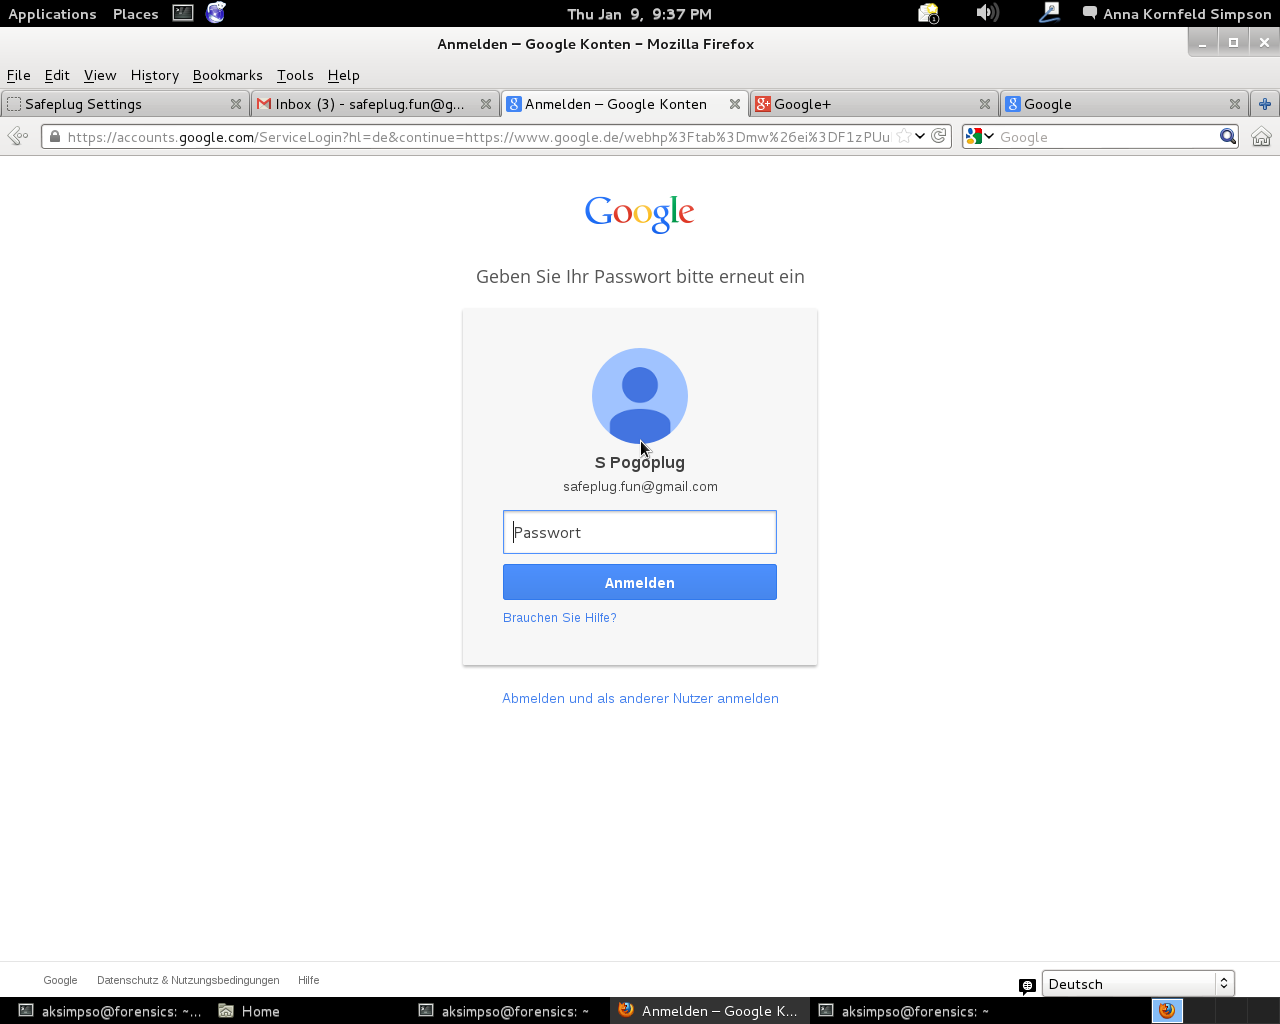 Applications Places Thu Jan 9, 9:37 PM 1 Anna Kornfeld Simpson
Anmelden – Google Konten - Mozilla Firefox
File Edit View History Bookmarks Tools Help
Safeplug Settings Inbox (3) - safeplug.fun@g... Anmelden – Google Konten Google+ Google
https://accounts.google.com/ServiceLogin?hl=de&continue=https://www.google.de/webhp%3Ftab%3Dmw%26ei%3DF1zPUu Google
Google
Geben Sie Ihr Passwort bitte erneut ein
S Pogoplug
safeplug.fun@gmail.com
Passwort
Anmelden
Brauchen Sie Hilfe?
Abmelden und als anderer Nutzer anmelden
Google Datenschutz & Nutzungsbedingungen Hilfe Deutsch
aksimpso@forensics: ~... Home aksimpso@forensics: ~ Anmelden – Google K... aksimpso@forensics: ~